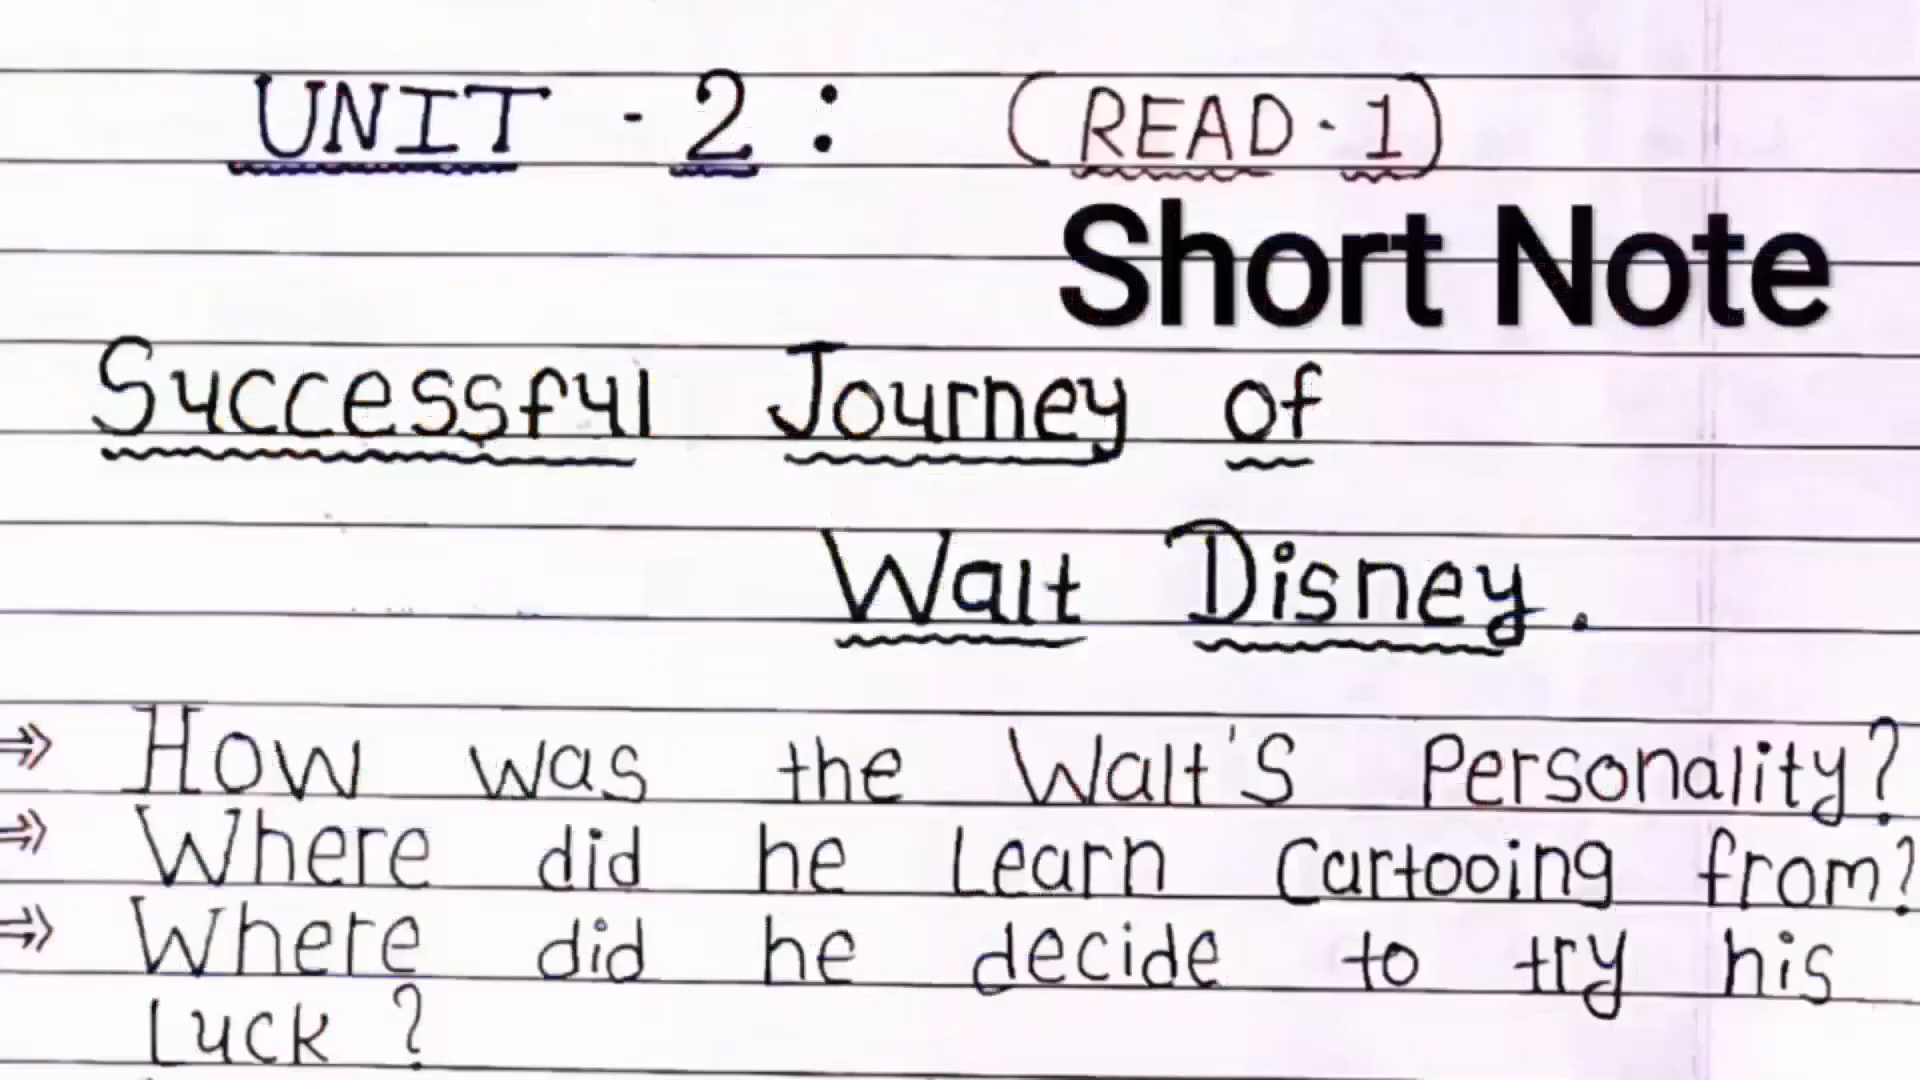 UNIT - 2 : (READ - 1)
Short Note
Successful Journey of
Walt Disney.
⇒ How was the Walt's Personality?
⇒ Where did he Learn Cartooing from?
⇒ Where did he decide to try his
Luck ?